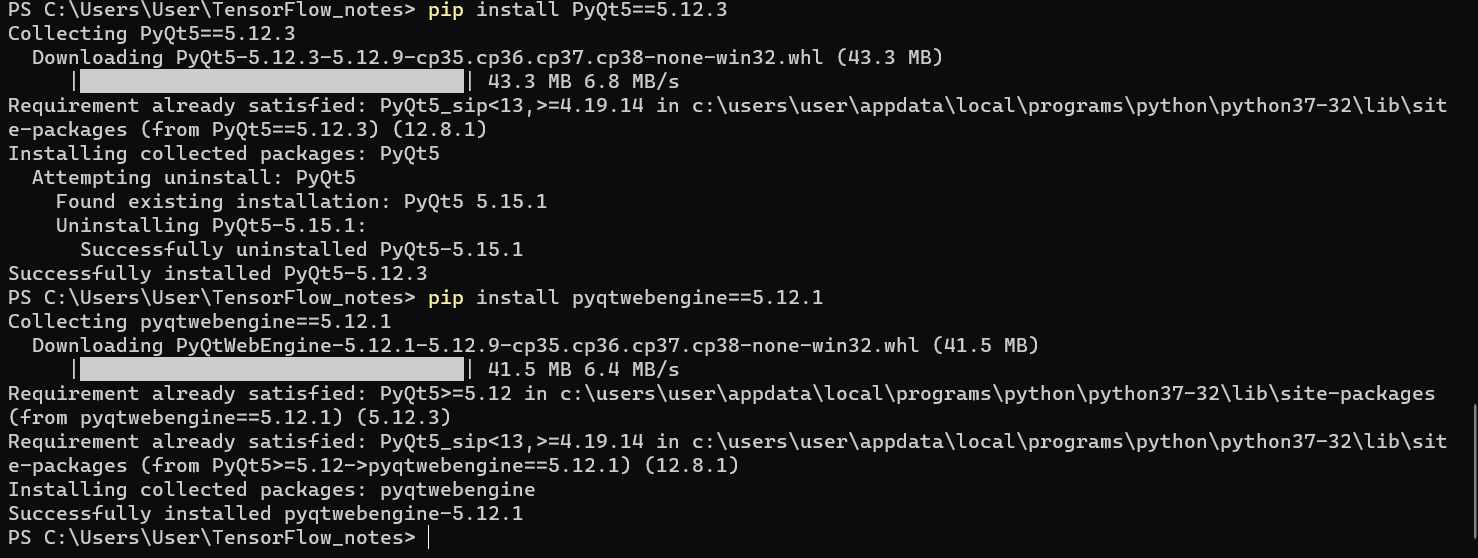 PS C:\Users\User\TensorFlow_notes> pip install PyQt5==5.12.3
Collecting PyQt5==5.12.3
  Downloading PyQt5-5.12.3-5.12.9-cp35.cp36.cp37.cp38-none-win32.whl (43.3 MB)
     |████████████████████████████████| 43.3 MB 6.8 MB/s
Requirement already satisfied: PyQt5_sip<13,>=4.19.14 in c:\users\user\appdata\local\programs\python\python37-32\lib\sit
e-packages (from PyQt5==5.12.3) (12.8.1)
Installing collected packages: PyQt5
  Attempting uninstall: PyQt5
    Found existing installation: PyQt5 5.15.1
    Uninstalling PyQt5-5.15.1:
      Successfully uninstalled PyQt5-5.15.1
Successfully installed PyQt5-5.12.3
PS C:\Users\User\TensorFlow_notes> pip install pyqtwebengine==5.12.1
Collecting pyqtwebengine==5.12.1
  Downloading PyQtWebEngine-5.12.1-5.12.9-cp35.cp36.cp37.cp38-none-win32.whl (41.5 MB)
     |████████████████████████████████| 41.5 MB 6.4 MB/s
Requirement already satisfied: PyQt5>=5.12 in c:\users\user\appdata\local\programs\python\python37-32\lib\site-packages
(from pyqtwebengine==5.12.1) (5.12.3)
Requirement already satisfied: PyQt5_sip<13,>=4.19.14 in c:\users\user\appdata\local\programs\python\python37-32\lib\sit
e-packages (from PyQt5>=5.12->pyqtwebengine==5.12.1) (12.8.1)
Installing collected packages: pyqtwebengine
Successfully installed pyqtwebengine-5.12.1
PS C:\Users\User\TensorFlow_notes>